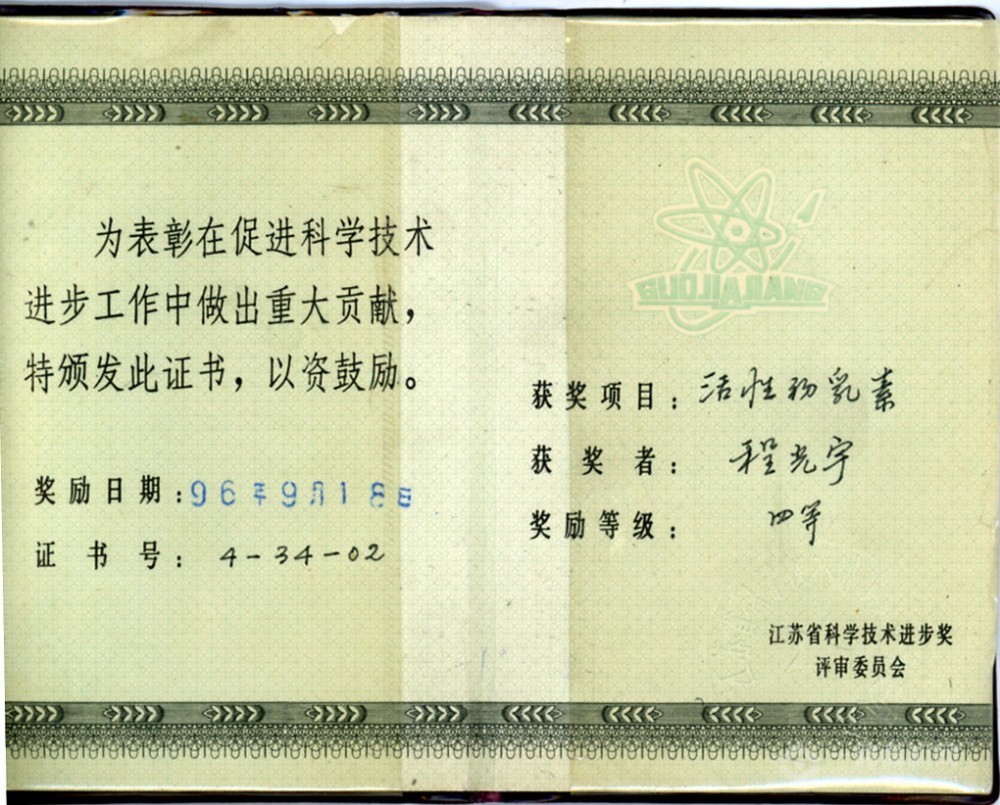 为表彰在促进科学技术
进步工作中做出重大贡献，
特颁发此证书，以资鼓励。
奖励日期：96年9月18日
证书号：4-34-02
获奖项目：活性物乳素
获奖者：程光宇
奖励等级：四等
江苏省科学技术进步奖
评审委员会